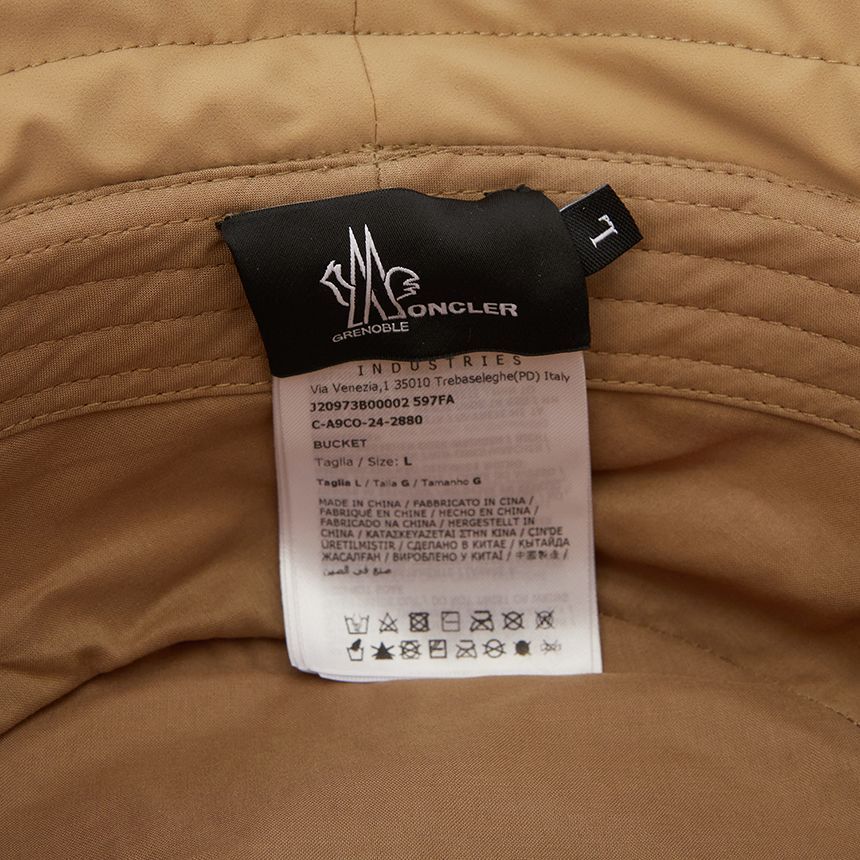 MONCLER
GRENOBLE
L
INDUSTRIES
Via Venezia,1 35010 Trebaseleghe(PD) Italy
J20973B00002 597FA
C-A9CO-24-2880
BUCKET
Taglia / Size: L
Taglia L / Talla G / Tamanho G
MADE IN CHINA / FABBRICATO IN CINA /
FABRIQUÉ EN CHINE / HECHO EN CHINA /
FABRICADO NA CHINA / HERGESTELLT IN
CHINA / ΚΑΤΑΣΚΕΥΑΖΕΤΑΙ ΣΤΗΝ ΚΙΝΑ / ÇIN'DE
ÜRETILMIŞTIR / СДЕЛАНО В КИТАЕ / ҚЫТАЙДА
ЖАСАЛҒАН / ВИРОБЛЕНО У КИТАЇ / 中國製造 /
صنع في الصين